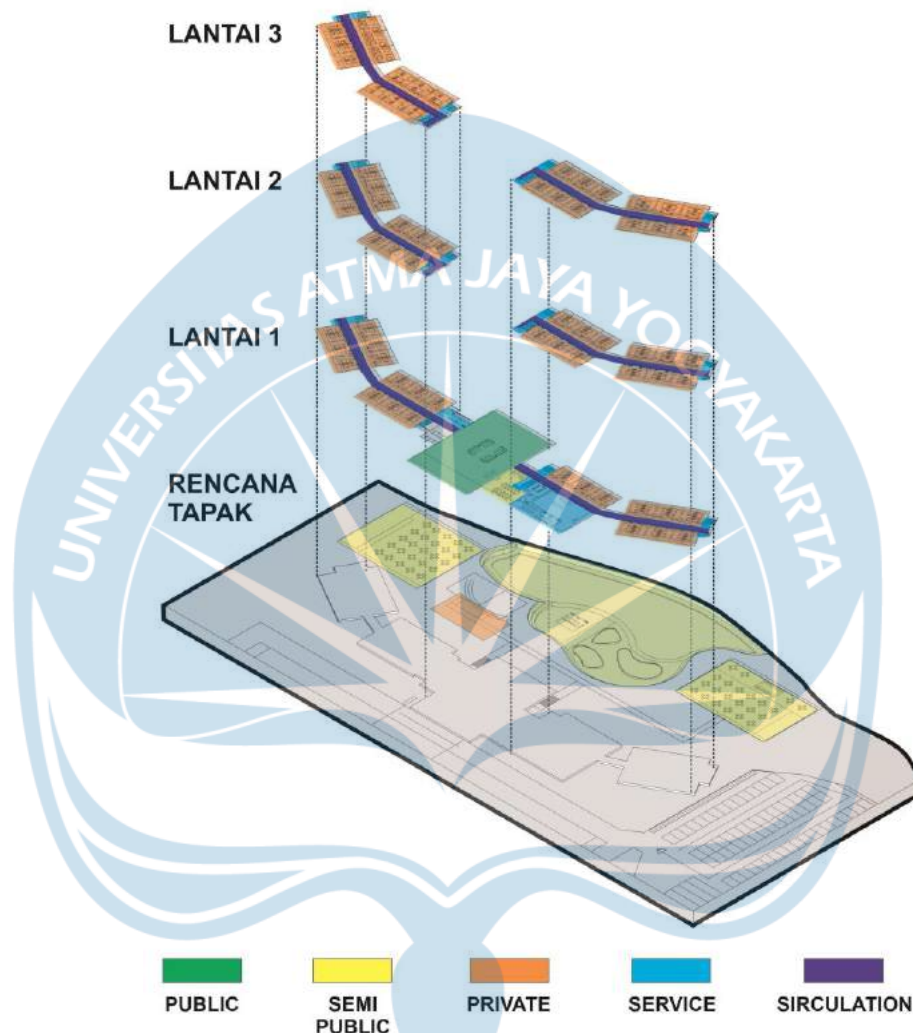 LANTAI 3
LANTAI 2
UNIVERSITAS ATMA JAYA YOGYAKARTA
LANTAI 1
RENCANA
TAPAK
PUBLIC
SEMI
PUBLIC
PRIVATE
SERVICE
SIRCULATION